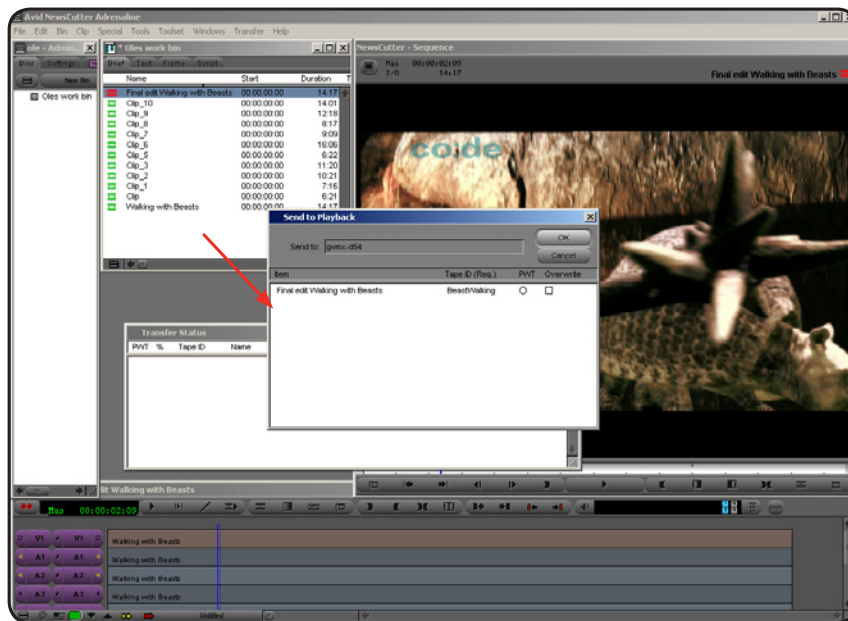 Avid NewsCutter Adrenaline
File Edit Bin Clip Special Tools Toolset Windows Transfer Help
ole - Admin...
Settings
New Bin
Oles work bin
* Oles work bin
Brief Text Frame Script
Name Start Duration T
Final edit Walking with Beasts 00:00:00:00 14:17
Clip_10 00:00:00:00 14:01
Clip_9 00:00:00:00 12:18
Clip_8 00:00:00:00 8:17
Clip_7 00:00:00:00 9:09
Clip_6 00:00:00:00 16:06
Clip_5 00:00:00:00 6:22
Clip_3 00:00:00:00 11:20
Clip_2 00:00:00:00 10:21
Clip_1 00:00:00:00 7:16
Clip 00:00:00:00 6:21
Walking with Beasts 00:00:00:00 14:17
NewsCutter - Sequence
Mas 00:00:02:09
I/O 14:17
Final edit Walking with Beasts
co:de
Send to Playback
Send to: gvmx-d54
OK
Cancel
Item Tape ID (Req.) PWT Overwrite
Final edit Walking with Beasts BeastWalking
Transfer Status
PWT % Tape ID Name
it Walking with Beasts
Mas 00:00:02:09
V1 V1 Walking with Beasts
A1 A1 Walking with Beasts
A2 A2 Walking with Beasts
A3 A3 Walking with Beasts
Untitled